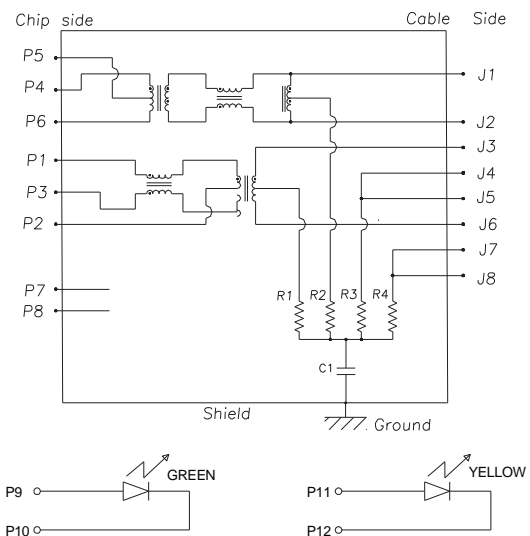 Chip side
Cable Side
P5
P4
P6
P1
P3
P2
P7
P8
J1
J2
J3
J4
J5
J6
J7
J8
R1 R2 R3 R4
C1
Shield
Ground
GREEN
P9
P10
YELLOW
P11
P12